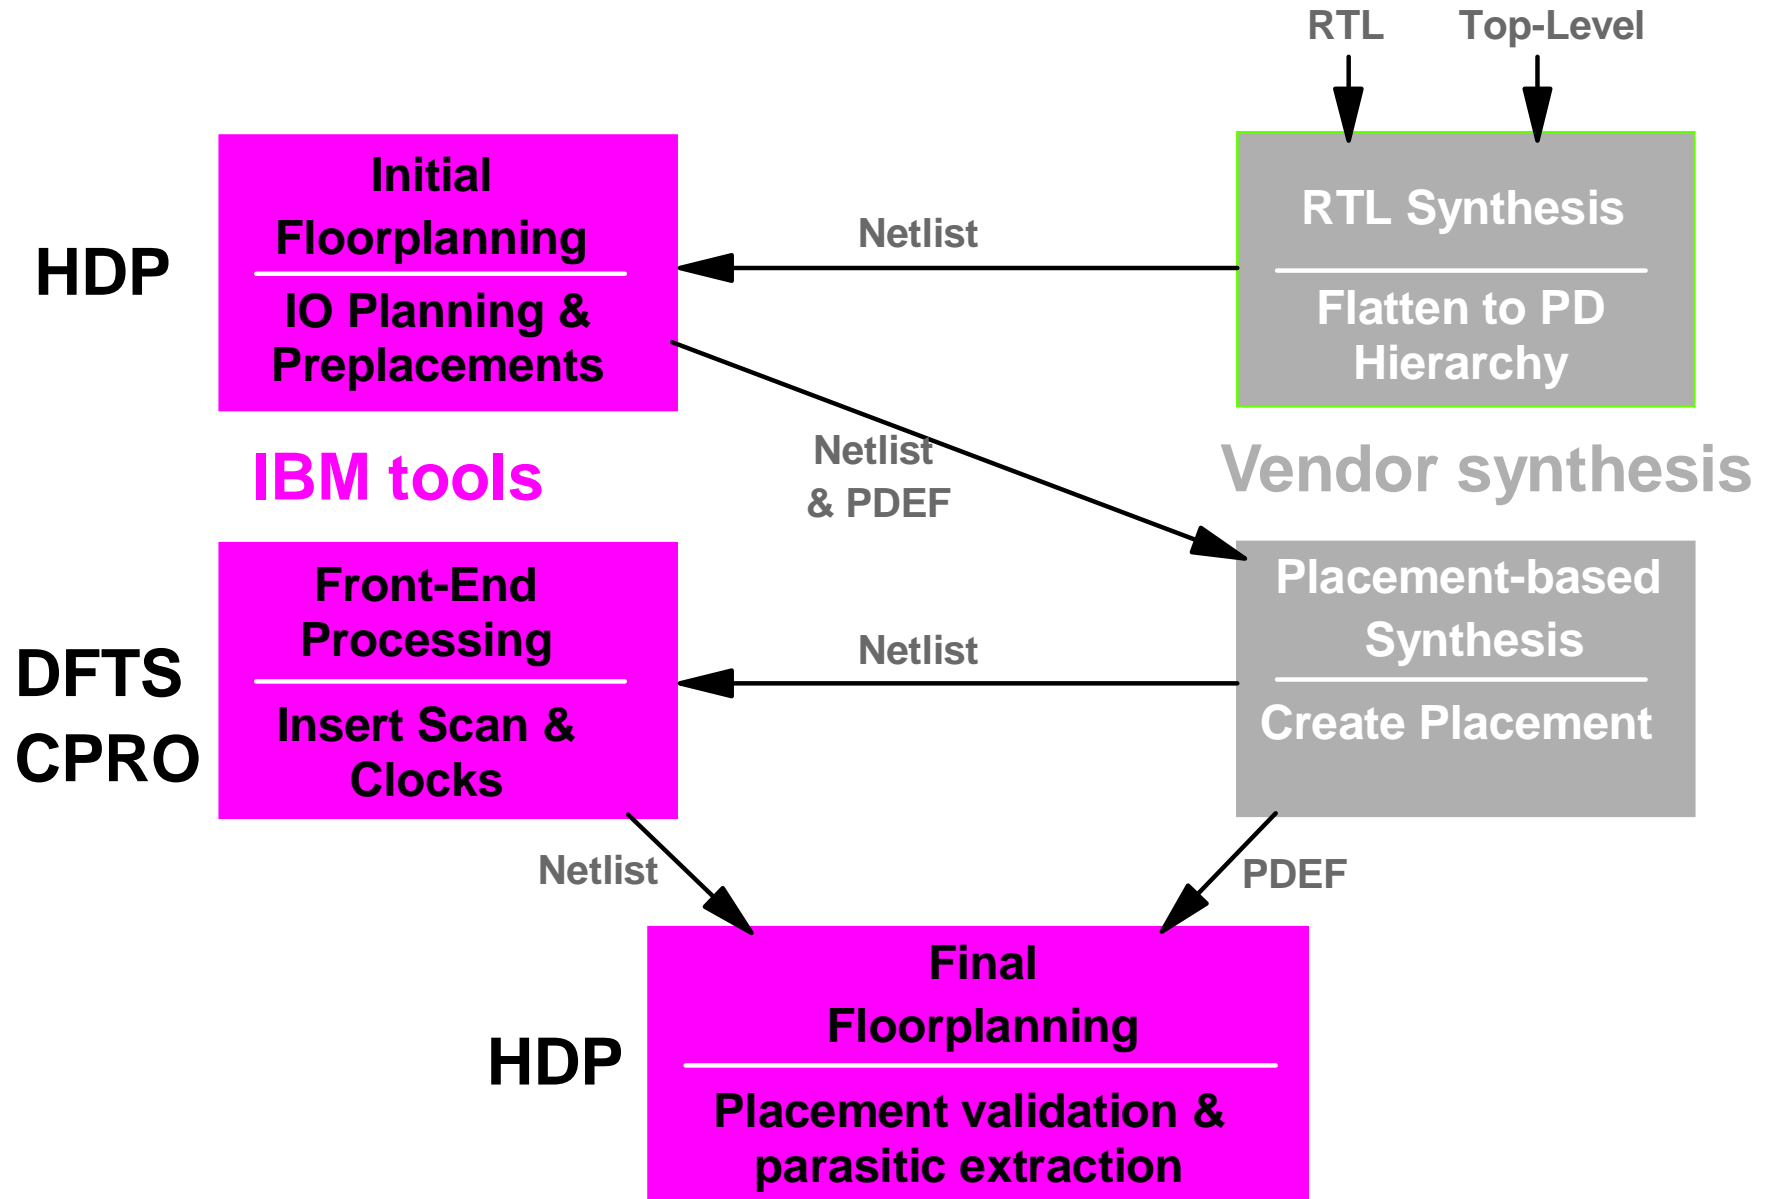 RTL
Top-Level
HDP
Initial
Floorplanning
IO Planning &
Preplacements
Netlist
RTL Synthesis
Flatten to PD
Hierarchy
IBM tools
Netlist
& PDEF
Vendor synthesis
DFTS
CPRO
Front-End
Processing
Insert Scan &
Clocks
Netlist
Placement-based
Synthesis
Create Placement
Netlist
PDEF
HDP
Final
Floorplanning
Placement validation &
parasitic extraction